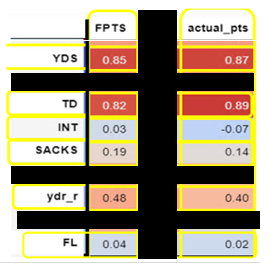 FPTS actual_pts
YDS 0.85 0.87
TD 0.82 0.89
INT 0.03 -0.07
SACKS 0.19 0.14
ydr_r 0.48 0.40
FL 0.04 0.02